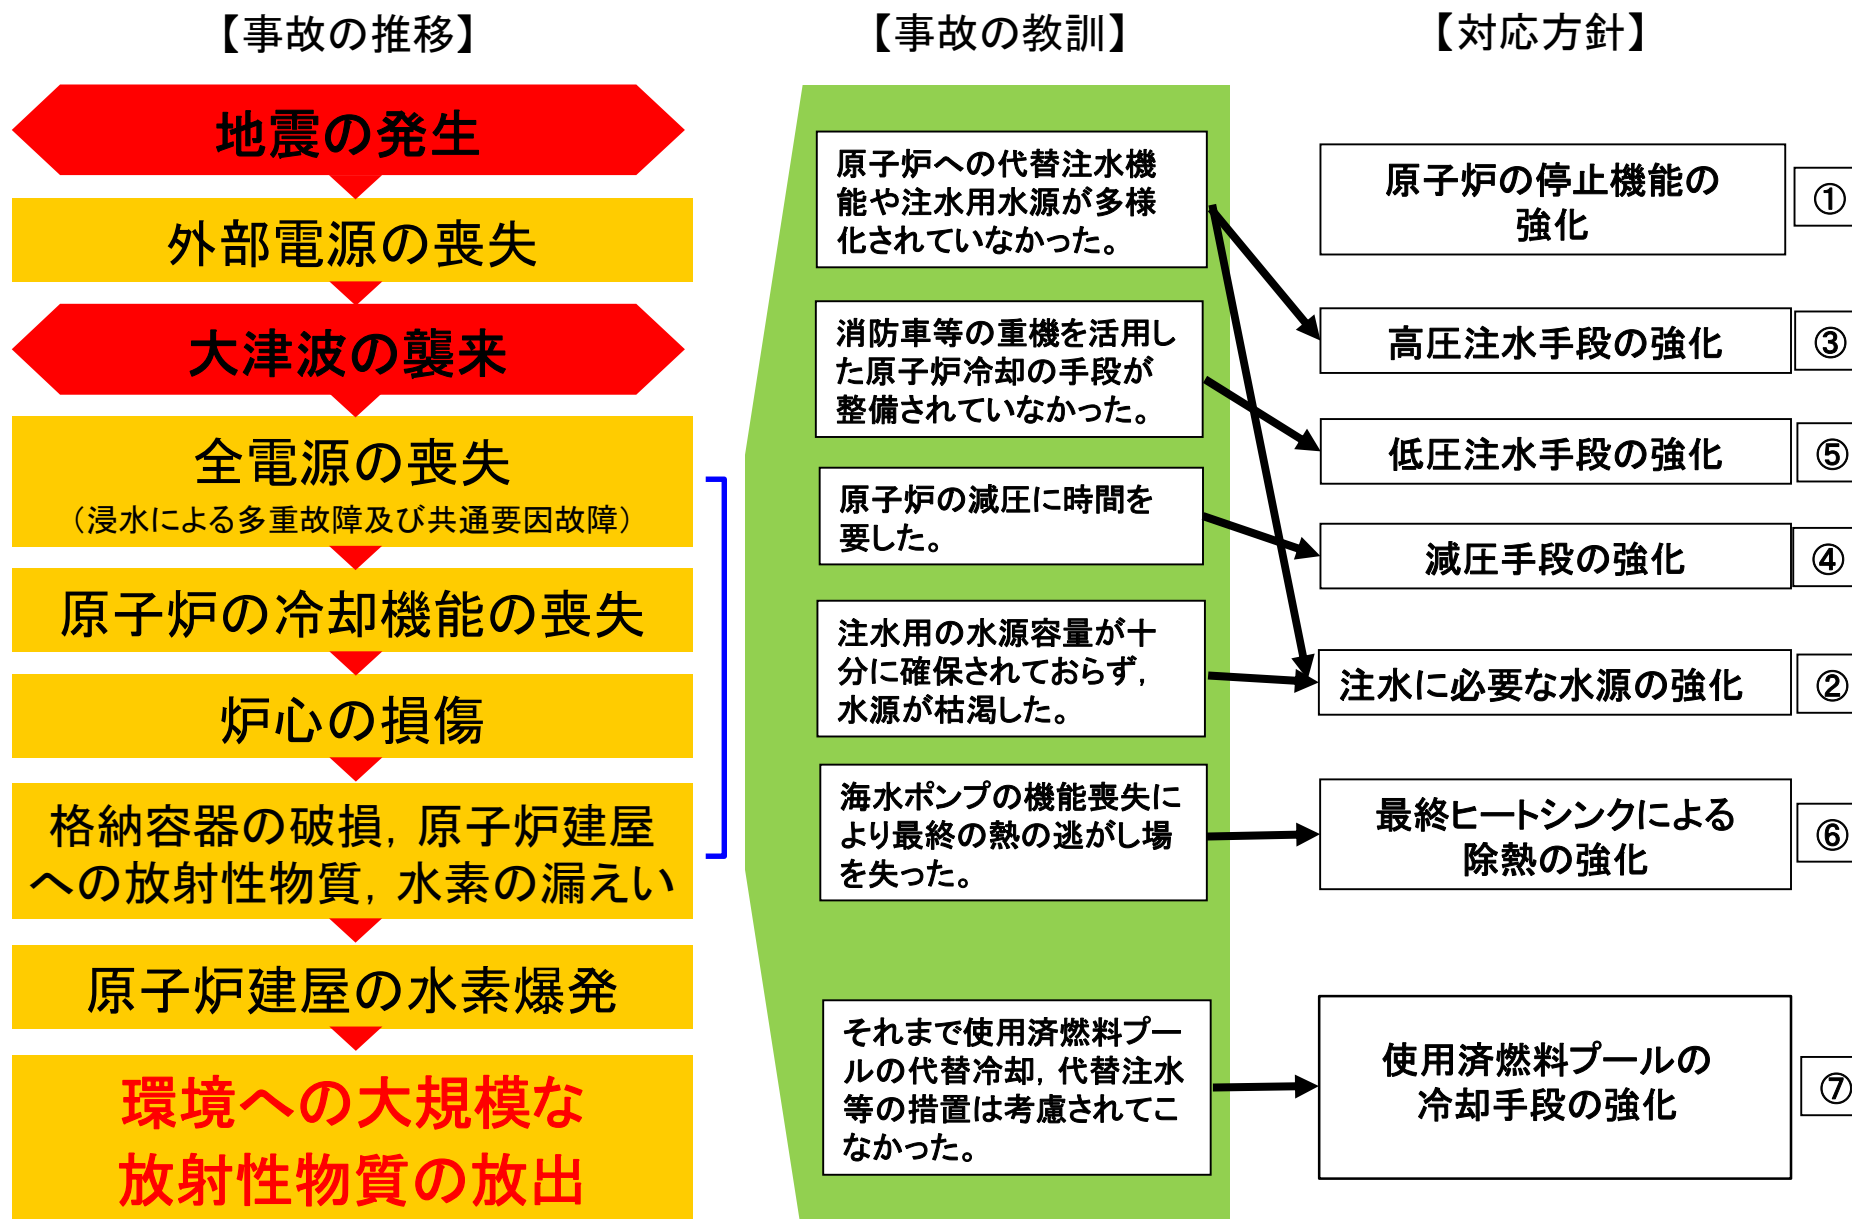 【事故の推移】
地震の発生
外部電源の喪失
大津波の襲来
全電源の喪失
（浸水による多重故障及び共通要因故障）
原子炉の冷却機能の喪失
炉心の損傷
格納容器の破損，原子炉建屋
への放射性物質，水素の漏えい
原子炉建屋の水素爆発
環境への大規模な
放射性物質の放出
【事故の教訓】
原子炉への代替注水機
能や注水用水源が多様
化されていなかった。
消防車等の重機を活用し
た原子炉冷却の手段が
整備されていなかった。
原子炉の減圧に時間を
要した。
注水用の水源容量が十
分に確保されておらず，
水源が枯渇した。
海水ポンプの機能喪失に
より最終の熱の逃がし場
を失った。
それまで使用済燃料プー
ルの代替冷却，代替注水
等の措置は考慮されてこ
なかった。
【対応方針】
原子炉の停止機能の
強化
①
高圧注水手段の強化
③
低圧注水手段の強化
⑤
減圧手段の強化
④
注水に必要な水源の強化
②
最終ヒートシンクによる
除熱の強化
⑥
使用済燃料プールの
冷却手段の強化
⑦